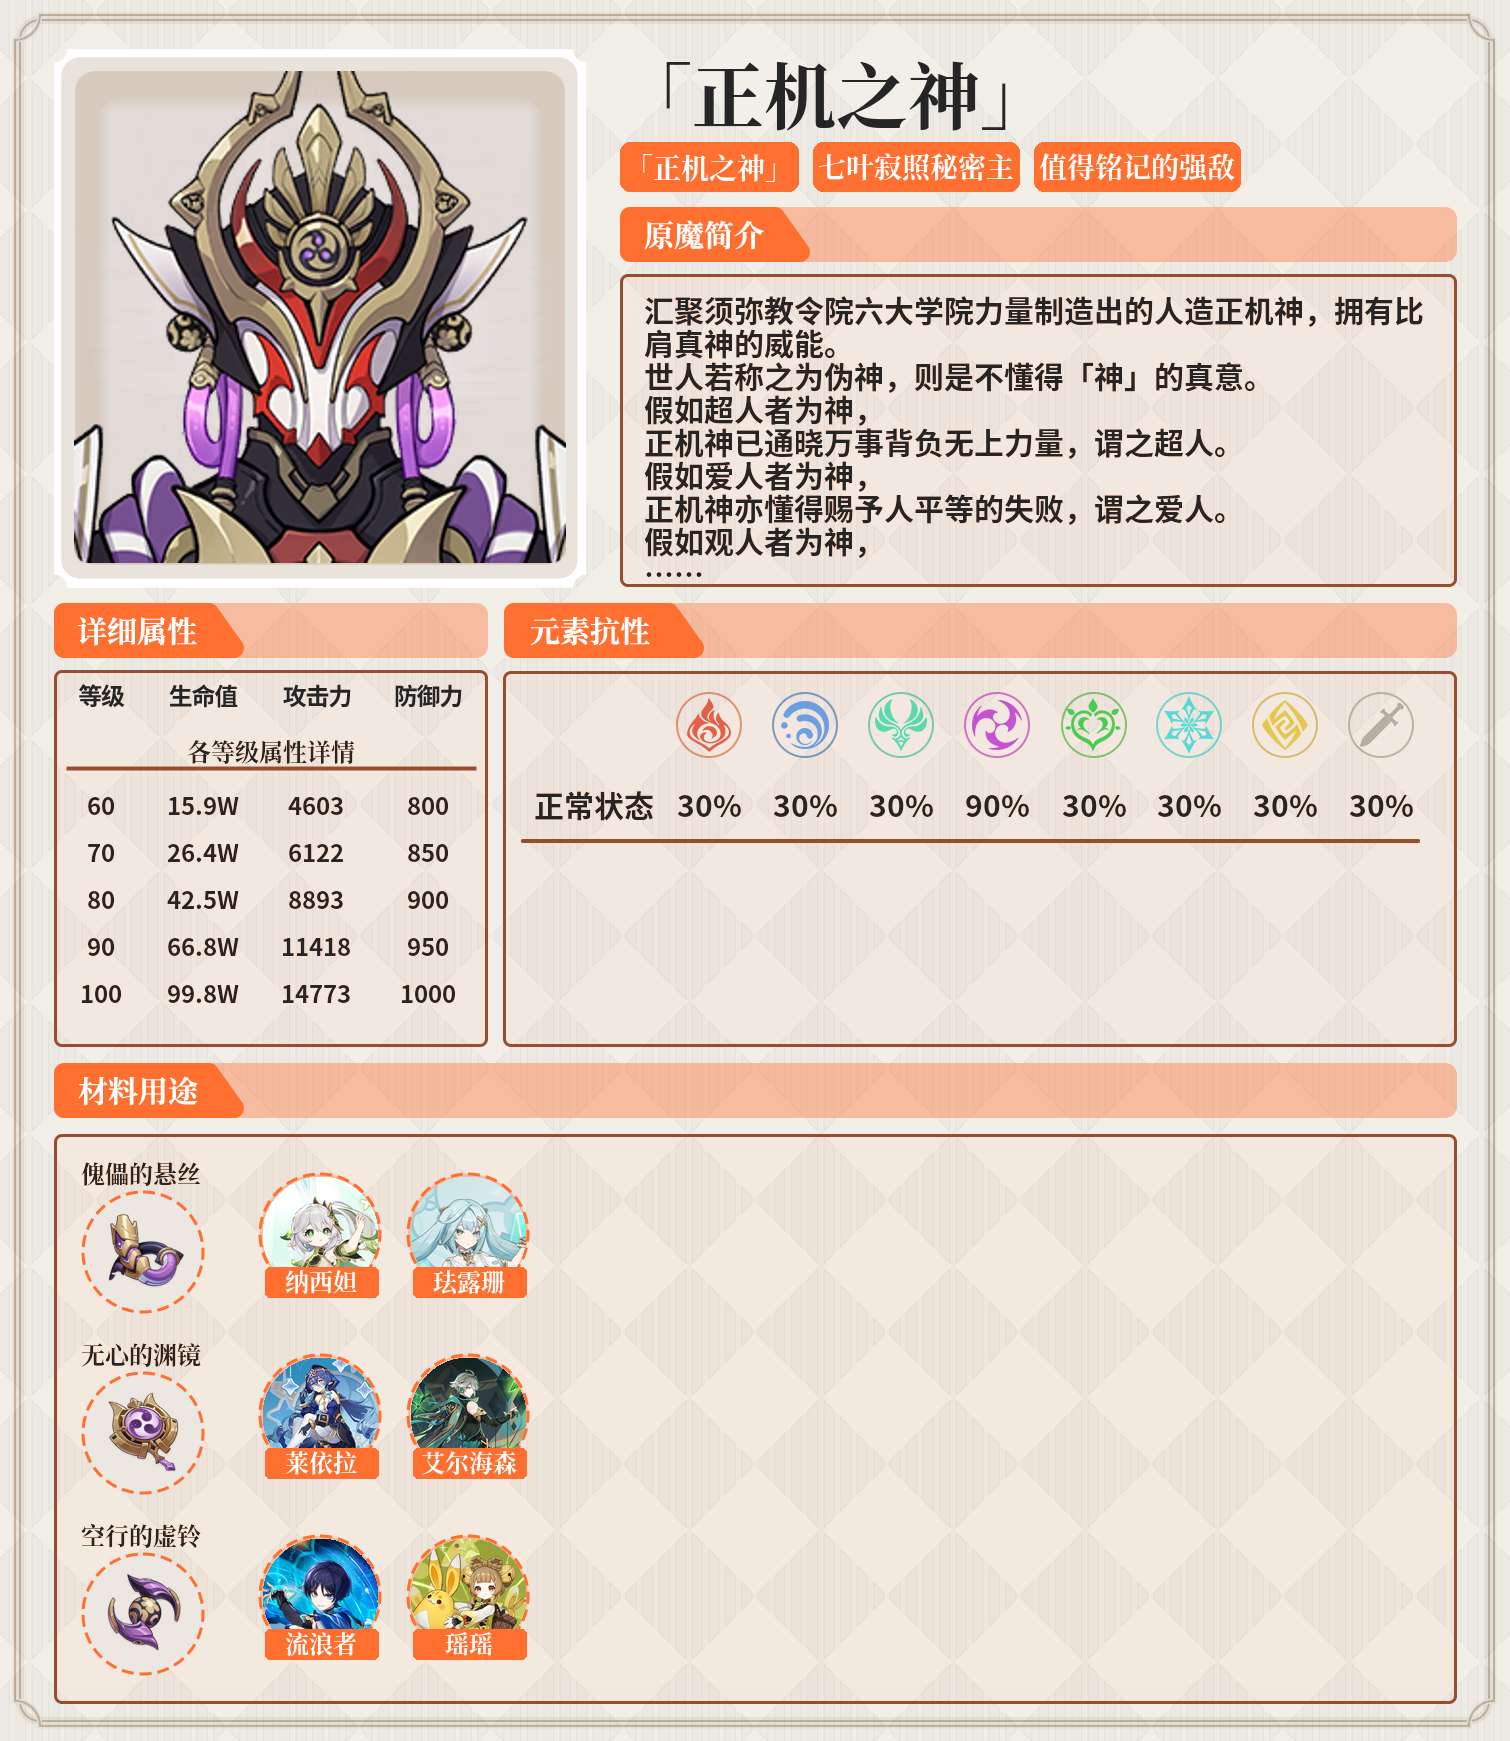 「正机之神」
「正机之神」 七叶寂照秘密主 值得铭记的强敌
原魔简介
汇聚须弥教令院六大学院力量制造出的人造正机神，拥有比
肩真神的威能。
世人若称之为伪神，则是不懂得「神」的真意。
假如超人者为神，
正机神已通晓万事背负无上力量，谓之超人。
假如爱人者为神，
正机神亦懂得赐予人平等的失败，谓之爱人。
假如观人者为神，
……
详细属性
等级 生命值 攻击力 防御力
各等级属性详情
60 15.9W 4603 800
70 26.4W 6122 850
80 42.5W 8893 900
90 66.8W 11418 950
100 99.8W 14773 1000
元素抗性
正常状态 30% 30% 30% 90% 30% 30% 30% 30%
材料用途
傀儡的悬丝
纳西妲 珐露珊
无心的渊镜
莱依拉 艾尔海森
空行的虚铃
流浪者 瑶瑶